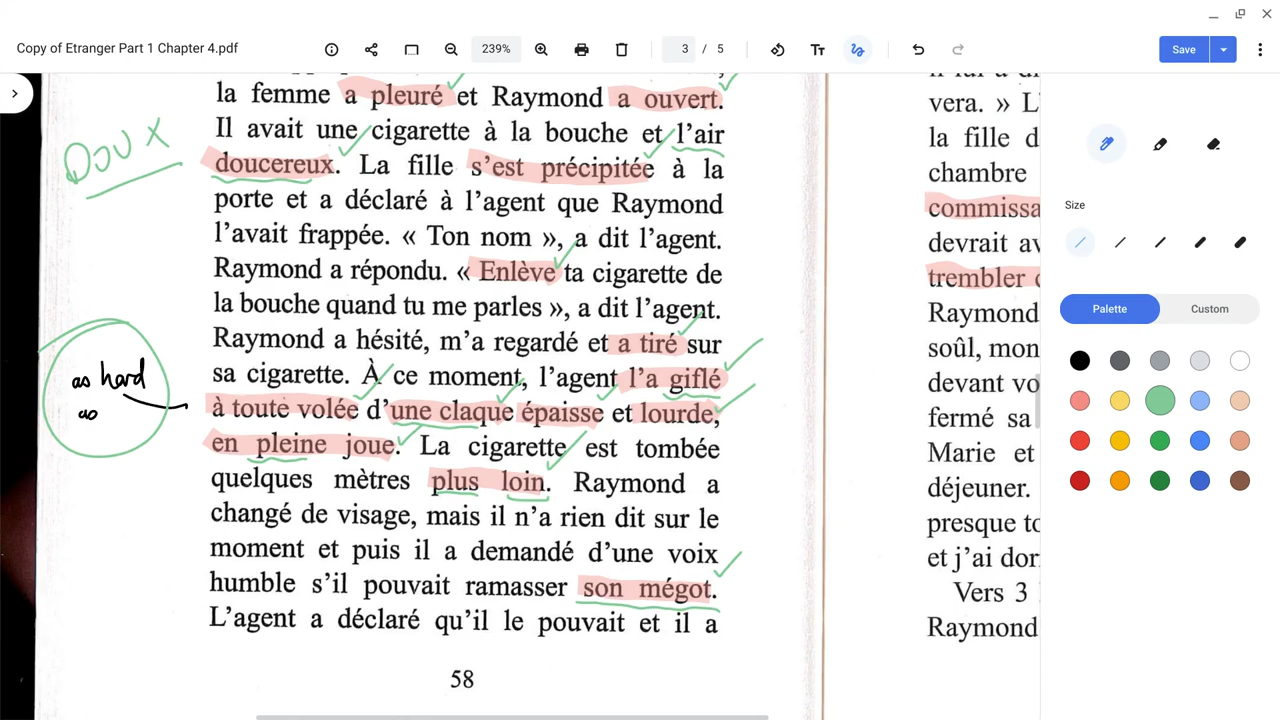 Copy of Etranger Part 1 Chapter 4.pdf
239%
3 / 5
Save
la femme a pleuré et Raymond a ouvert.
Il avait une cigarette à la bouche et l'air
doucereux. La fille s'est précipitée à la
porte et a déclaré à l'agent que Raymond
l'avait frappée. « Ton nom », a dit l'agent.
Raymond a répondu. « Enlève ta cigarette de
la bouche quand tu me parles », a dit l'agent.
Raymond a hésité, m'a regardé et a tiré sur
sa cigarette. À ce moment, l'agent l'a giflé
à toute volée d'une claque épaisse et lourde,
en pleine joue. La cigarette est tombée
quelques mètres plus loin. Raymond a
changé de visage, mais il n'a rien dit sur le
moment et puis il a demandé d'une voix
humble s'il pouvait ramasser son mégot.
L'agent a déclaré qu'il le pouvait et il a
58
DOUX
as hard
as
vera. » L'
la fille d
chambre
commissa
devrait av
trembler
Raymond
soûl, mon
devant vo
fermé sa
Marie et
déjeuner.
presque to
et j'ai dor
Vers 3
Raymond
Tт
Size
Palette
Custom